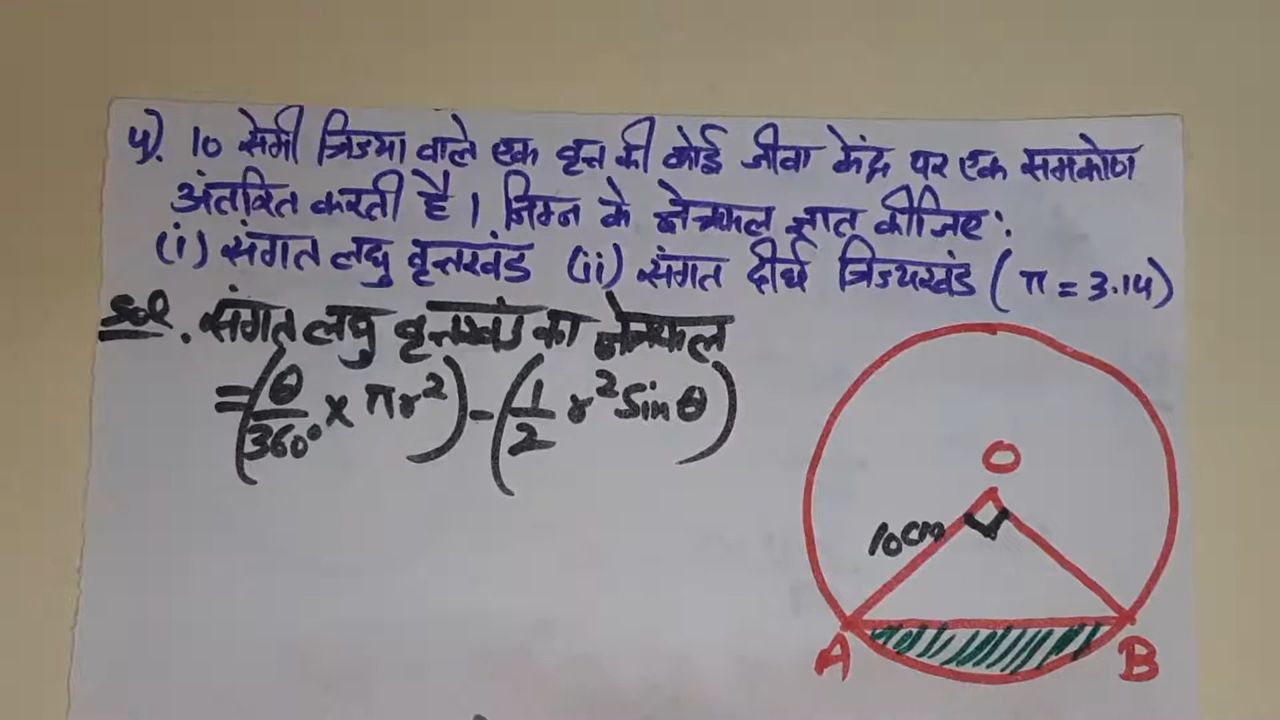 4). 10 सेमी त्रिज्या वाले एक वृत्त की कोई जीवा केंद्र पर एक समकोण
अंतरित करती है। निम्न के क्षेत्रफल ज्ञात कीजिए:
(i) संगत लघु वृत्तखंड (ii) संगत दीर्घ त्रिज्यखंड (π = 3.14)
Sol. संगत लघु वृत्तखंड का क्षेत्रफल
= (θ/360° × πr²) - (1/2 r² Sin θ)
O
10cm
A B